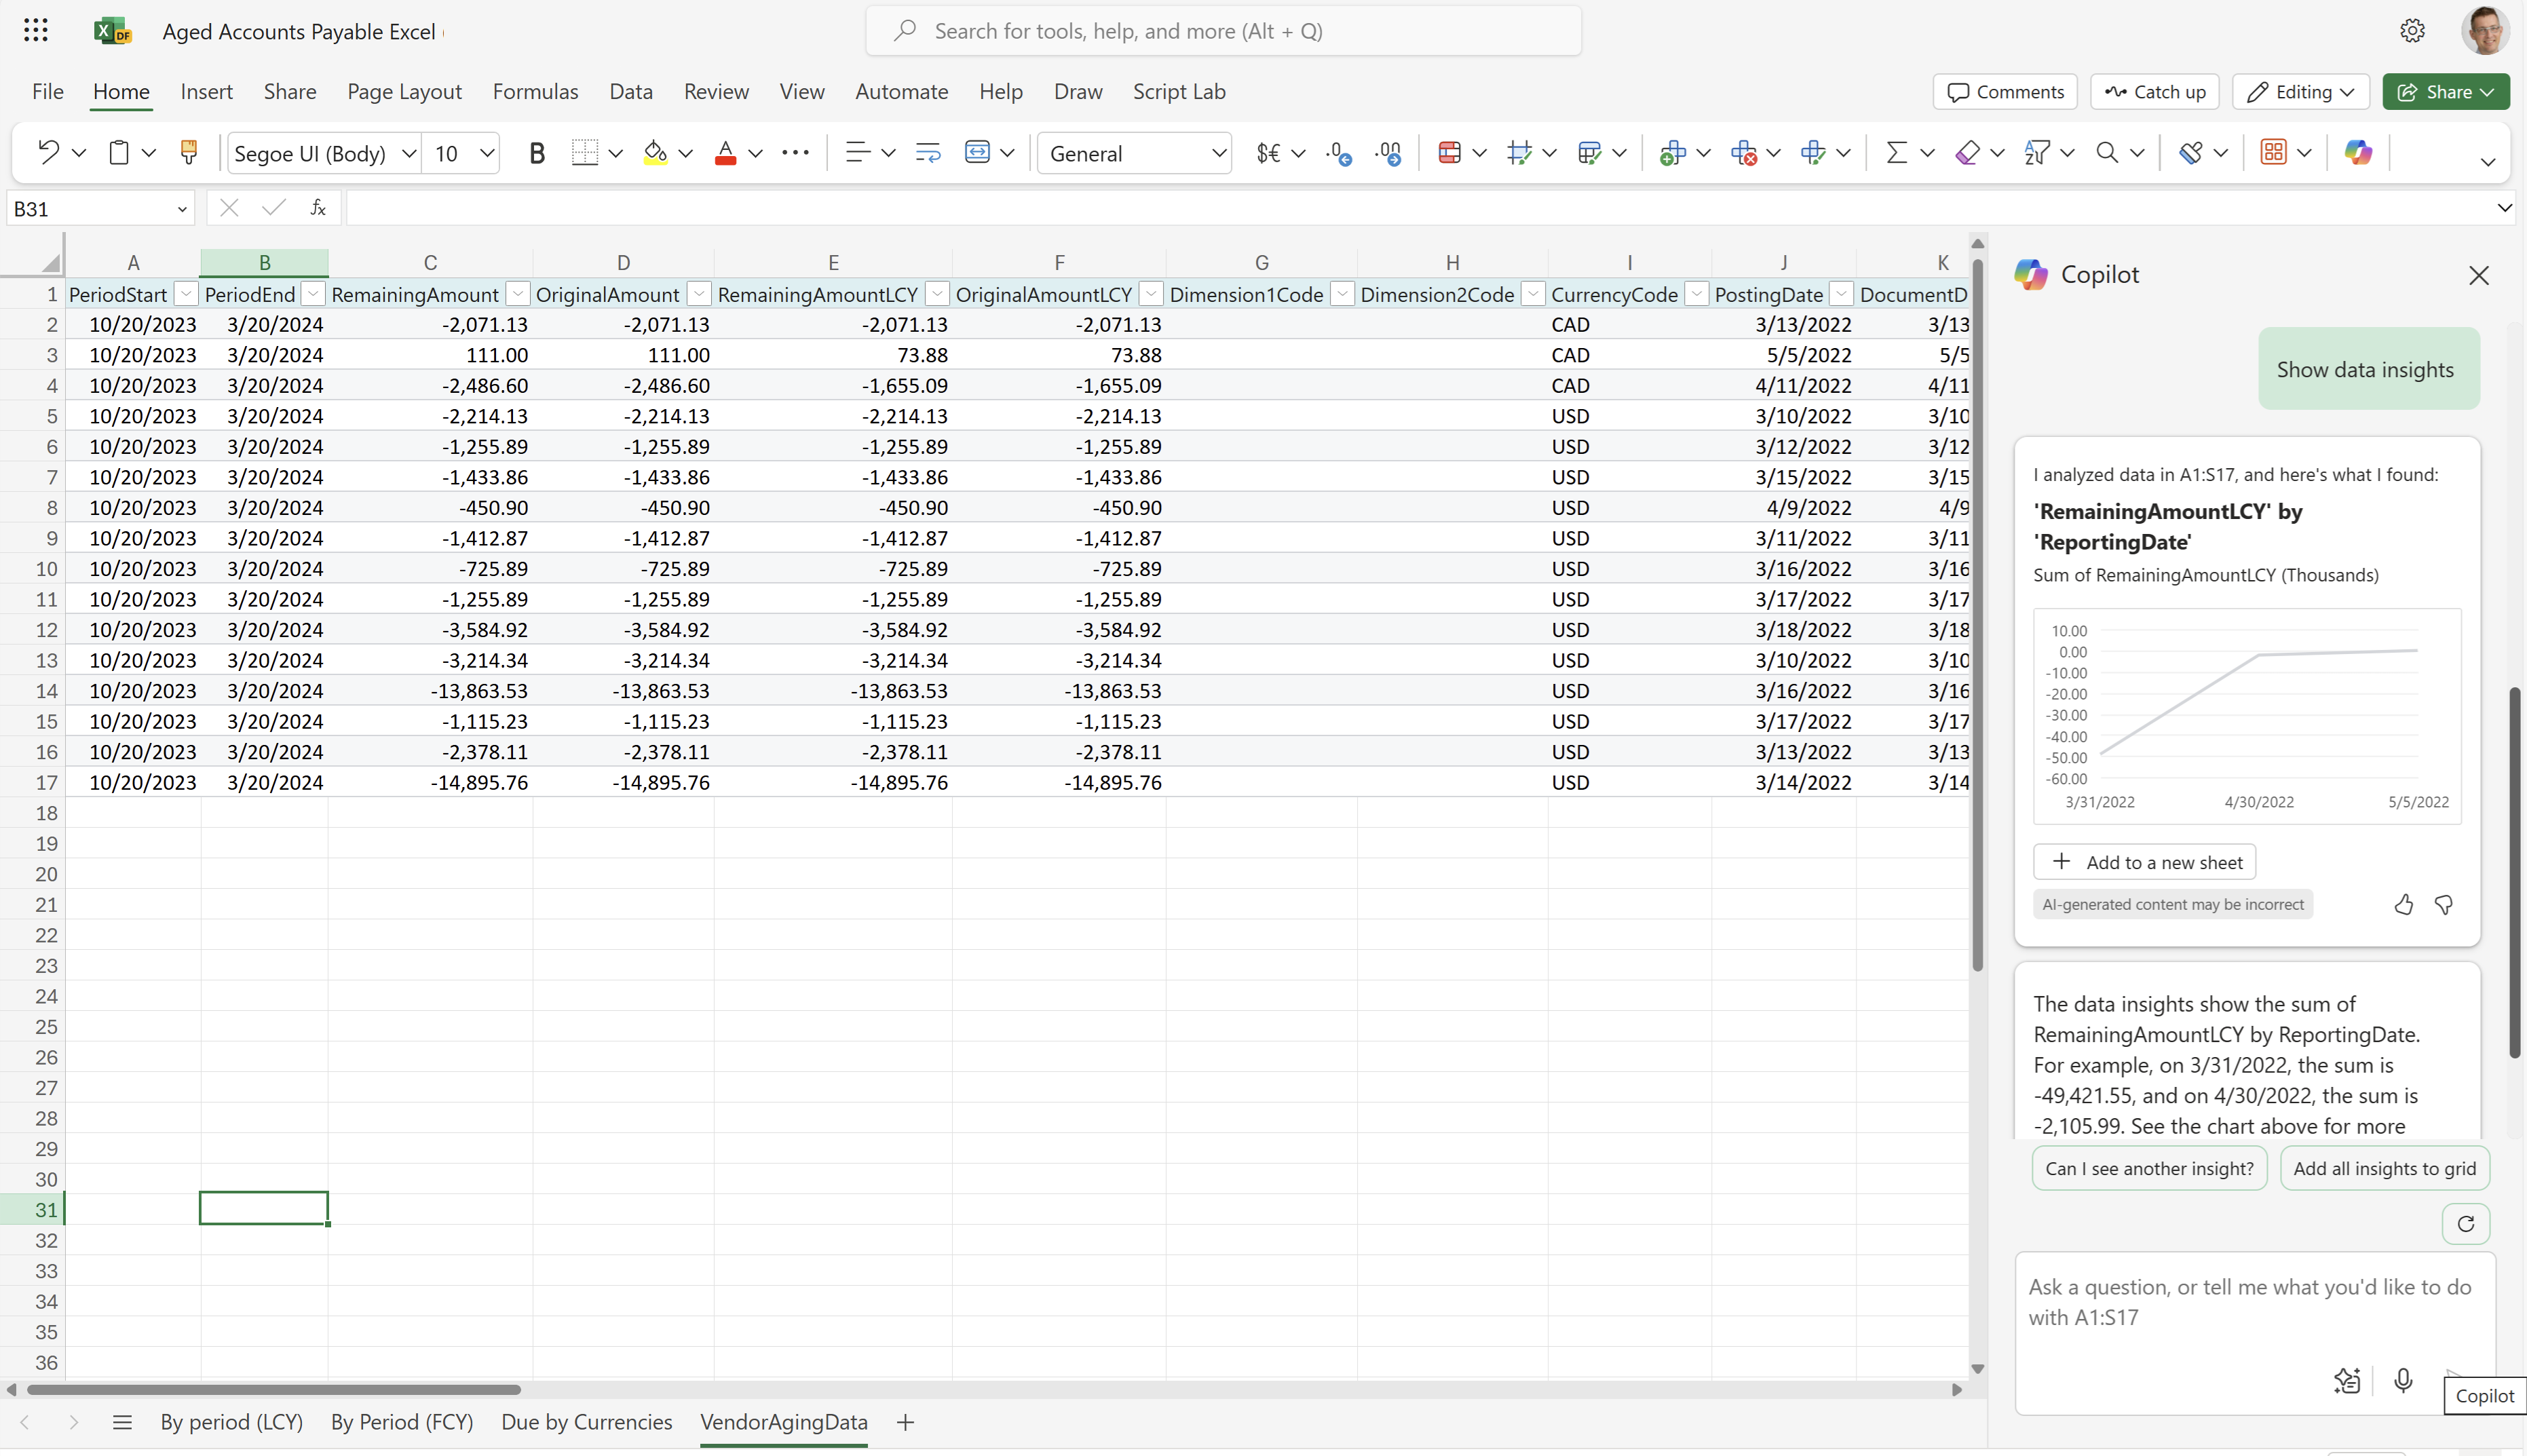 Aged Accounts Payable Excel
Search for tools, help, and more (Alt + Q)
File Home Insert Share Page Layout Formulas Data Review View Automate Help Draw Script Lab
Comments Catch up Editing Share
Segoe UI (Body) 10 B General
B31 fx
A B C D E F G H I J K
1 PeriodStart PeriodEnd RemainingAmount OriginalAmount RemainingAmountLCY OriginalAmountLCY Dimension1Code Dimension2Code CurrencyCode PostingDate DocumentD
2 10/20/2023 3/20/2024 -2,071.13 -2,071.13 -2,071.13 -2,071.13 CAD 3/13/2022 3/13
3 10/20/2023 3/20/2024 111.00 111.00 73.88 73.88 CAD 5/5/2022 5/5
4 10/20/2023 3/20/2024 -2,486.60 -2,486.60 -1,655.09 -1,655.09 CAD 4/11/2022 4/11
5 10/20/2023 3/20/2024 -2,214.13 -2,214.13 -2,214.13 -2,214.13 USD 3/10/2022 3/10
6 10/20/2023 3/20/2024 -1,255.89 -1,255.89 -1,255.89 -1,255.89 USD 3/12/2022 3/12
7 10/20/2023 3/20/2024 -1,433.86 -1,433.86 -1,433.86 -1,433.86 USD 3/15/2022 3/15
8 10/20/2023 3/20/2024 -450.90 -450.90 -450.90 -450.90 USD 4/9/2022 4/9
9 10/20/2023 3/20/2024 -1,412.87 -1,412.87 -1,412.87 -1,412.87 USD 3/11/2022 3/11
10 10/20/2023 3/20/2024 -725.89 -725.89 -725.89 -725.89 USD 3/16/2022 3/16
11 10/20/2023 3/20/2024 -1,255.89 -1,255.89 -1,255.89 -1,255.89 USD 3/17/2022 3/17
12 10/20/2023 3/20/2024 -3,584.92 -3,584.92 -3,584.92 -3,584.92 USD 3/18/2022 3/18
13 10/20/2023 3/20/2024 -3,214.34 -3,214.34 -3,214.34 -3,214.34 USD 3/10/2022 3/10
14 10/20/2023 3/20/2024 -13,863.53 -13,863.53 -13,863.53 -13,863.53 USD 3/16/2022 3/16
15 10/20/2023 3/20/2024 -1,115.23 -1,115.23 -1,115.23 -1,115.23 USD 3/17/2022 3/17
16 10/20/2023 3/20/2024 -2,378.11 -2,378.11 -2,378.11 -2,378.11 USD 3/13/2022 3/13
17 10/20/2023 3/20/2024 -14,895.76 -14,895.76 -14,895.76 -14,895.76 USD 3/14/2022 3/14
18
19
20
21
22
23
24
25
26
27
28
29
30
31
32
33
34
35
36
By period (LCY) By Period (FCY) Due by Currencies VendorAgingData
Copilot
Show data insights
I analyzed data in A1:S17, and here's what I found:
'RemainingAmountLCY' by
'ReportingDate'
Sum of RemainingAmountLCY (Thousands)
10.00
0.00
-10.00
-20.00
-30.00
-40.00
-50.00
-60.00
3/31/2022 4/30/2022 5/5/2022
Add to a new sheet
AI-generated content may be incorrect
The data insights show the sum of
RemainingAmountLCY by ReportingDate.
For example, on 3/31/2022, the sum is
-49,421.55, and on 4/30/2022, the sum is
-2,105.99. See the chart above for more
Can I see another insight? Add all insights to grid
Ask a question, or tell me what you'd like to do
with A1:S17
Copilot